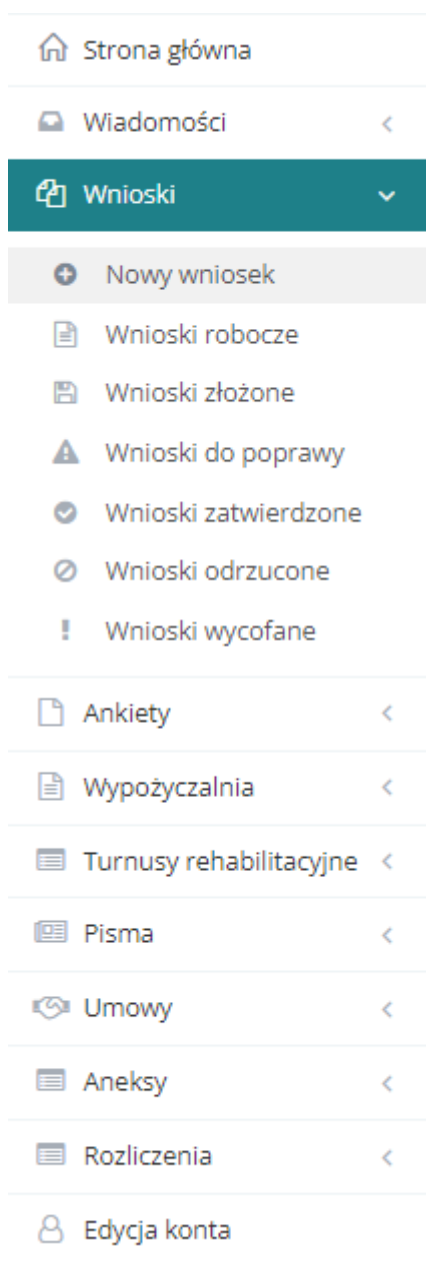 Strona główna
Wiadomości
Wnioski
Nowy wniosek
Wnioski robocze
Wnioski złożone
Wnioski do poprawy
Wnioski zatwierdzone
Wnioski odrzucone
Wnioski wycofane
Ankiety
Wypożyczalnia
Turnusy rehabilitacyjne
Pisma
Umowy
Aneksy
Rozliczenia
Edycja konta